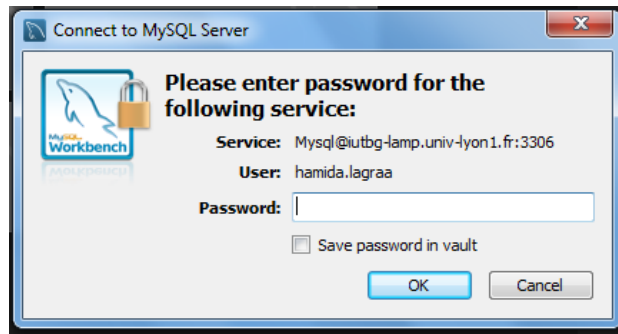 Connect to MySQL Server
Please enter password for the
following service:
MySQL
Workbench
Service: Mysql@iutbg-lamp.univ-lyon1.fr:3306
User: hamida.lagraa
Password:
Save password in vault
OK Cancel